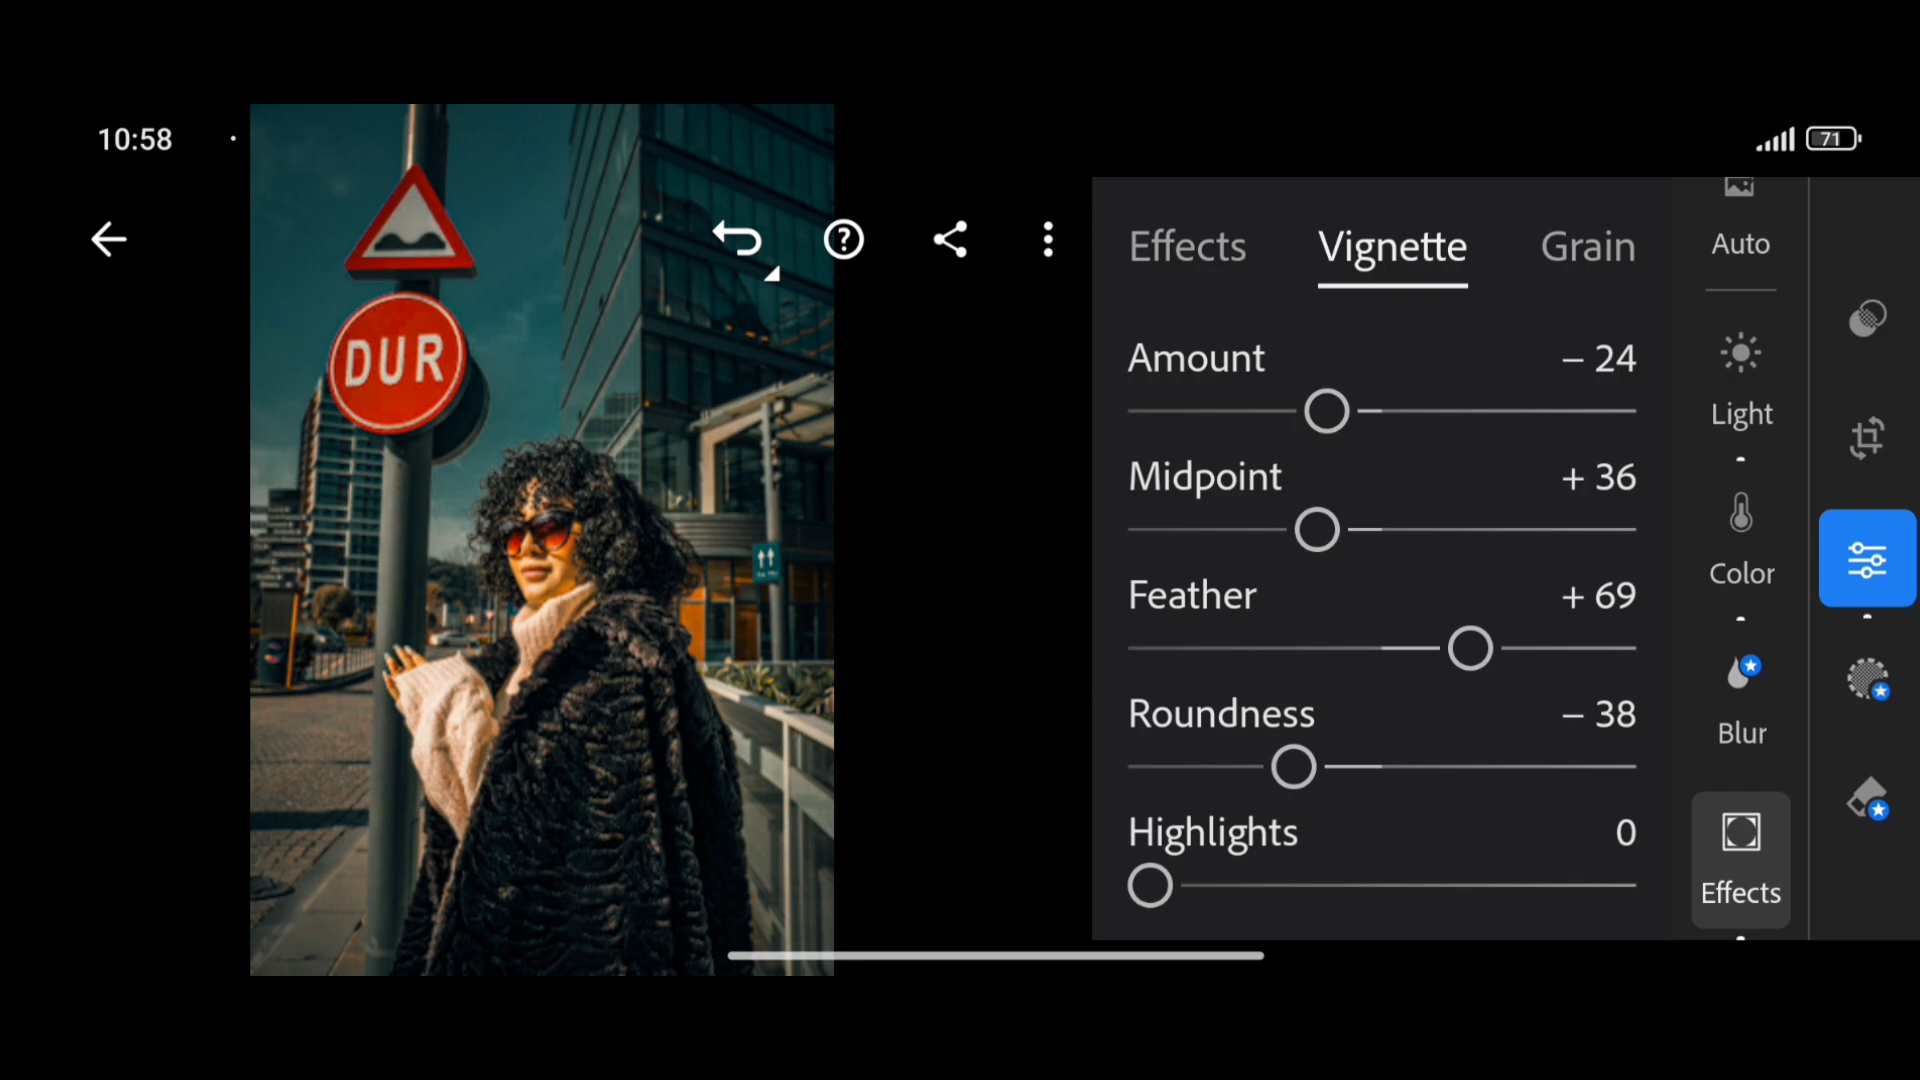 10:58
71
DUR
Effects Vignette Grain
Amount – 24
Midpoint + 36
Feather + 69
Roundness – 38
Highlights 0
Auto
Light
Color
Blur
Effects